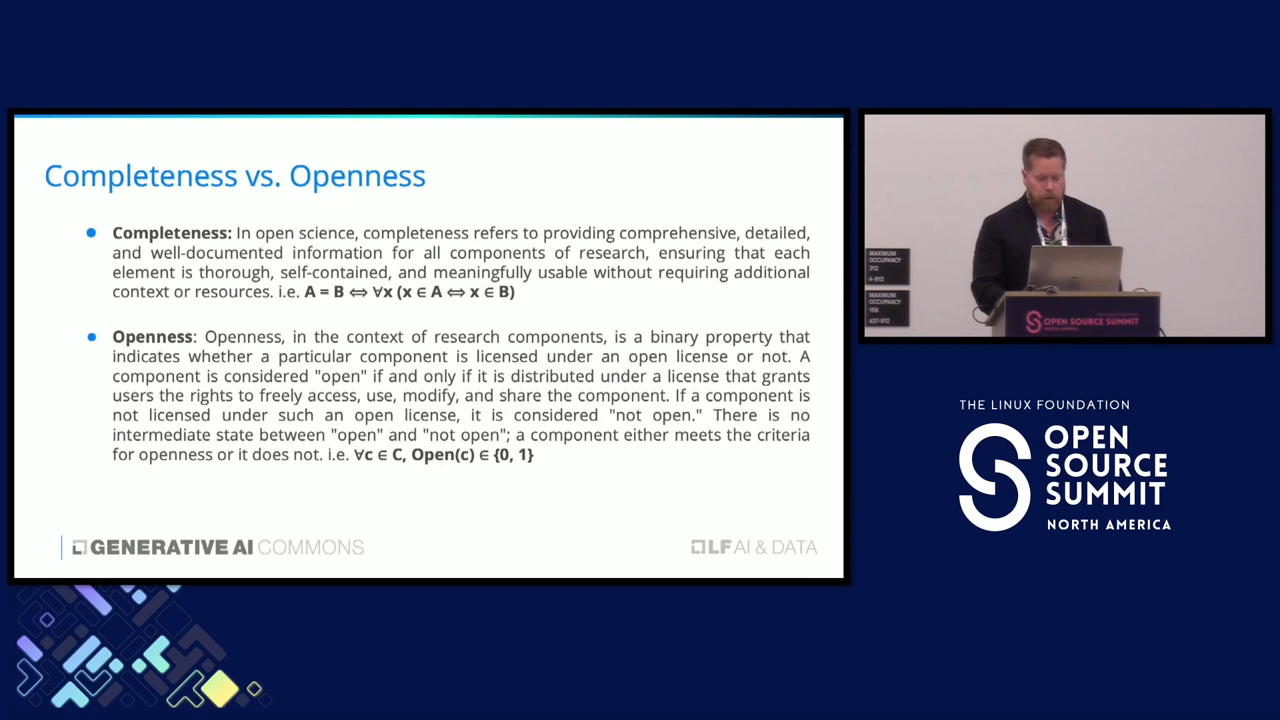 Completeness vs. Openness
Completeness: In open science, completeness refers to providing comprehensive, detailed,
and well-documented information for all components of research, ensuring that each
element is thorough, self-contained, and meaningfully usable without requiring additional
context or resources. i.e. A = B ⟺ ∀x (x ∈ A ⟺ x ∈ B)
Openness: Openness, in the context of research components, is a binary property that
indicates whether a particular component is licensed under an open license or not. A
component is considered "open" if and only if it is distributed under a license that grants
users the rights to freely access, use, modify, and share the component. If a component is
not licensed under such an open license, it is considered "not open." There is no
intermediate state between "open" and "not open"; a component either meets the criteria
for openness or it does not. i.e. ∀c ∈ C, Open(c) ∈ {0, 1}
GENERATIVE AI COMMONS
LF AI & DATA
MAXIMUM
OCCUPANCY
312
MAXIMUM
OCCUPANCY
156
OPEN SOURCE SUMMIT
THE LINUX FOUNDATION
OPEN
SOURCE
SUMMIT
NORTH AMERICA